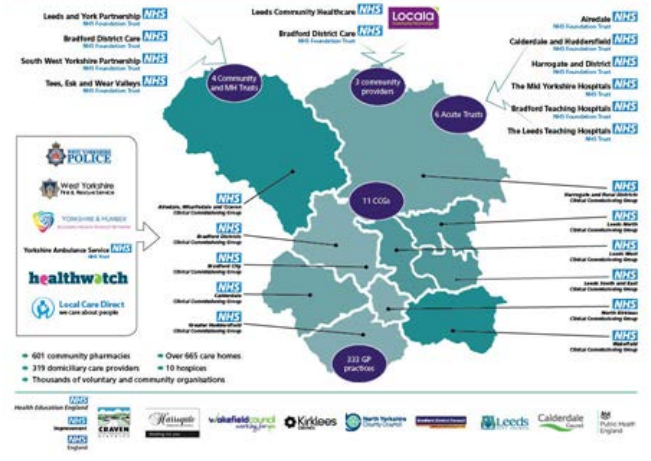 Leeds and York Partnership NHS
NHS Foundation Trust
Bradford District Care NHS
NHS Foundation Trust
South West Yorkshire Partnership NHS
NHS Foundation Trust
Tees, Esk and Wear Valleys NHS
NHS Foundation Trust
Leeds Community Healthcare NHS
Locala
Bradford District Care NHS
NHS Foundation Trust
Airedale NHS
NHS Foundation Trust
Calderdale and Huddersfield NHS
NHS Foundation Trust
Harrogate and District NHS
NHS Foundation Trust
The Mid Yorkshire Hospitals NHS
NHS Trust
Bradford Teaching Hospitals NHS
NHS Foundation Trust
The Leeds Teaching Hospitals NHS
NHS Trust
4 Community
and MH Trusts
3 community
providers
6 Acute Trusts
11 CCGs
333 GP
practices
WEST YORKSHIRE
POLICE
West Yorkshire
Fire & Rescue Service
YORKSHIRE & HUMBER
Yorkshire Ambulance Service NHS
NHS Trust
healthwatch
Local Care Direct
we care about people
NHS
Airedale, Wharfedale and Craven
Clinical Commissioning Group
NHS
Bradford Districts
Clinical Commissioning Group
NHS
Bradford City
Clinical Commissioning Group
NHS
Calderdale
Clinical Commissioning Group
NHS
Greater Huddersfield
Clinical Commissioning Group
NHS
Harrogate and Rural District
Clinical Commissioning Group
NHS
Leeds North
Clinical Commissioning Group
NHS
Leeds West
Clinical Commissioning Group
NHS
Leeds South and East
Clinical Commissioning Group
NHS
North Kirklees
Clinical Commissioning Group
NHS
Wakefield
Clinical Commissioning Group
601 community pharmacies
Over 665 care homes
319 domiciliary care providers
10 hospices
Thousands of voluntary and community organisations
NHS
Health Education England
NHS
Improvement
NHS
England
CRAVEN
DISTRICT
Harrogate
wakefieldcouncil
working for you
Kirklees
COUNCIL
North Yorkshire
County Council
Leeds
CITY COUNCIL
Calderdale
Council
Public Health
England